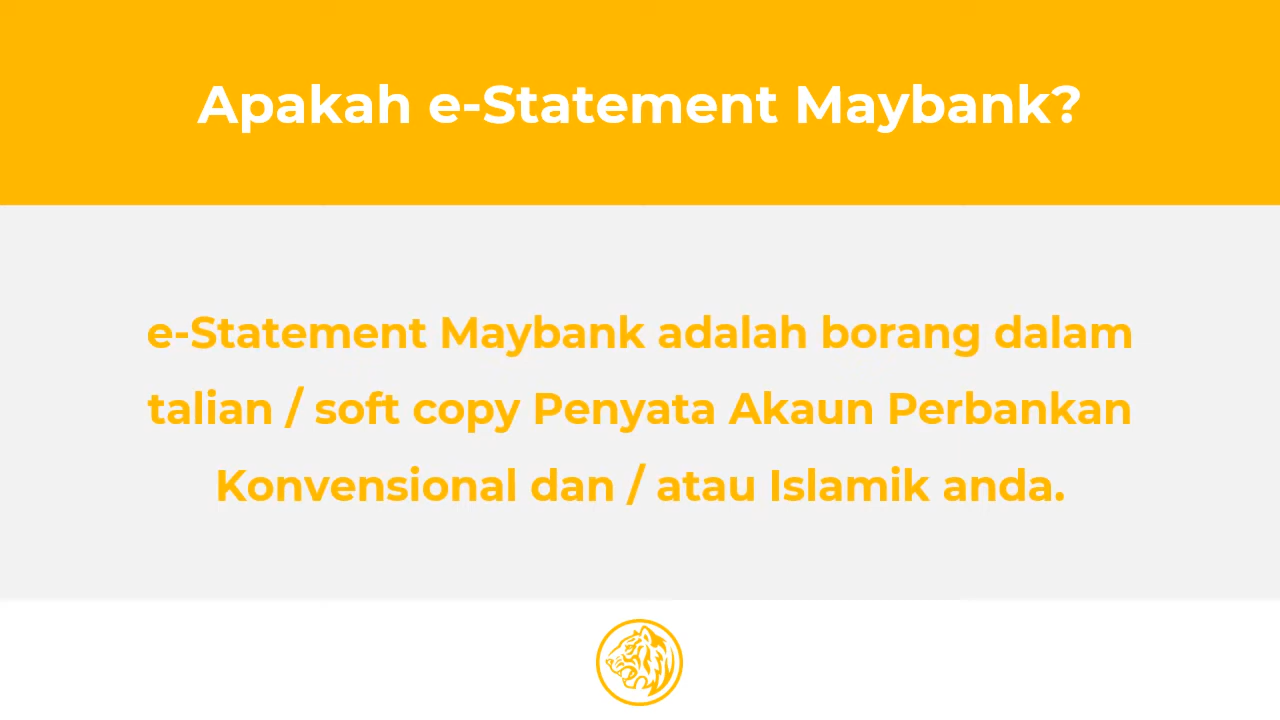 Apakah e-Statement Maybank?
e-Statement Maybank adalah borang dalam
talian / soft copy Penyata Akaun Perbankan
Konvensional dan / atau Islamik anda.